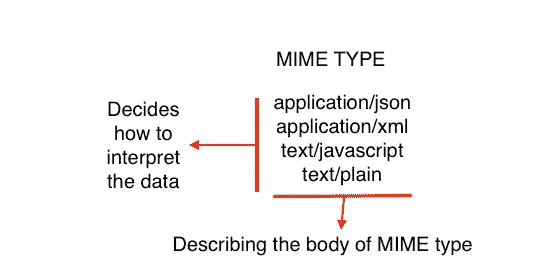 MIME TYPE
Decides
how to
interpret
the data
application/json
application/xml
text/javascript
text/plain
Describing the body of MIME type